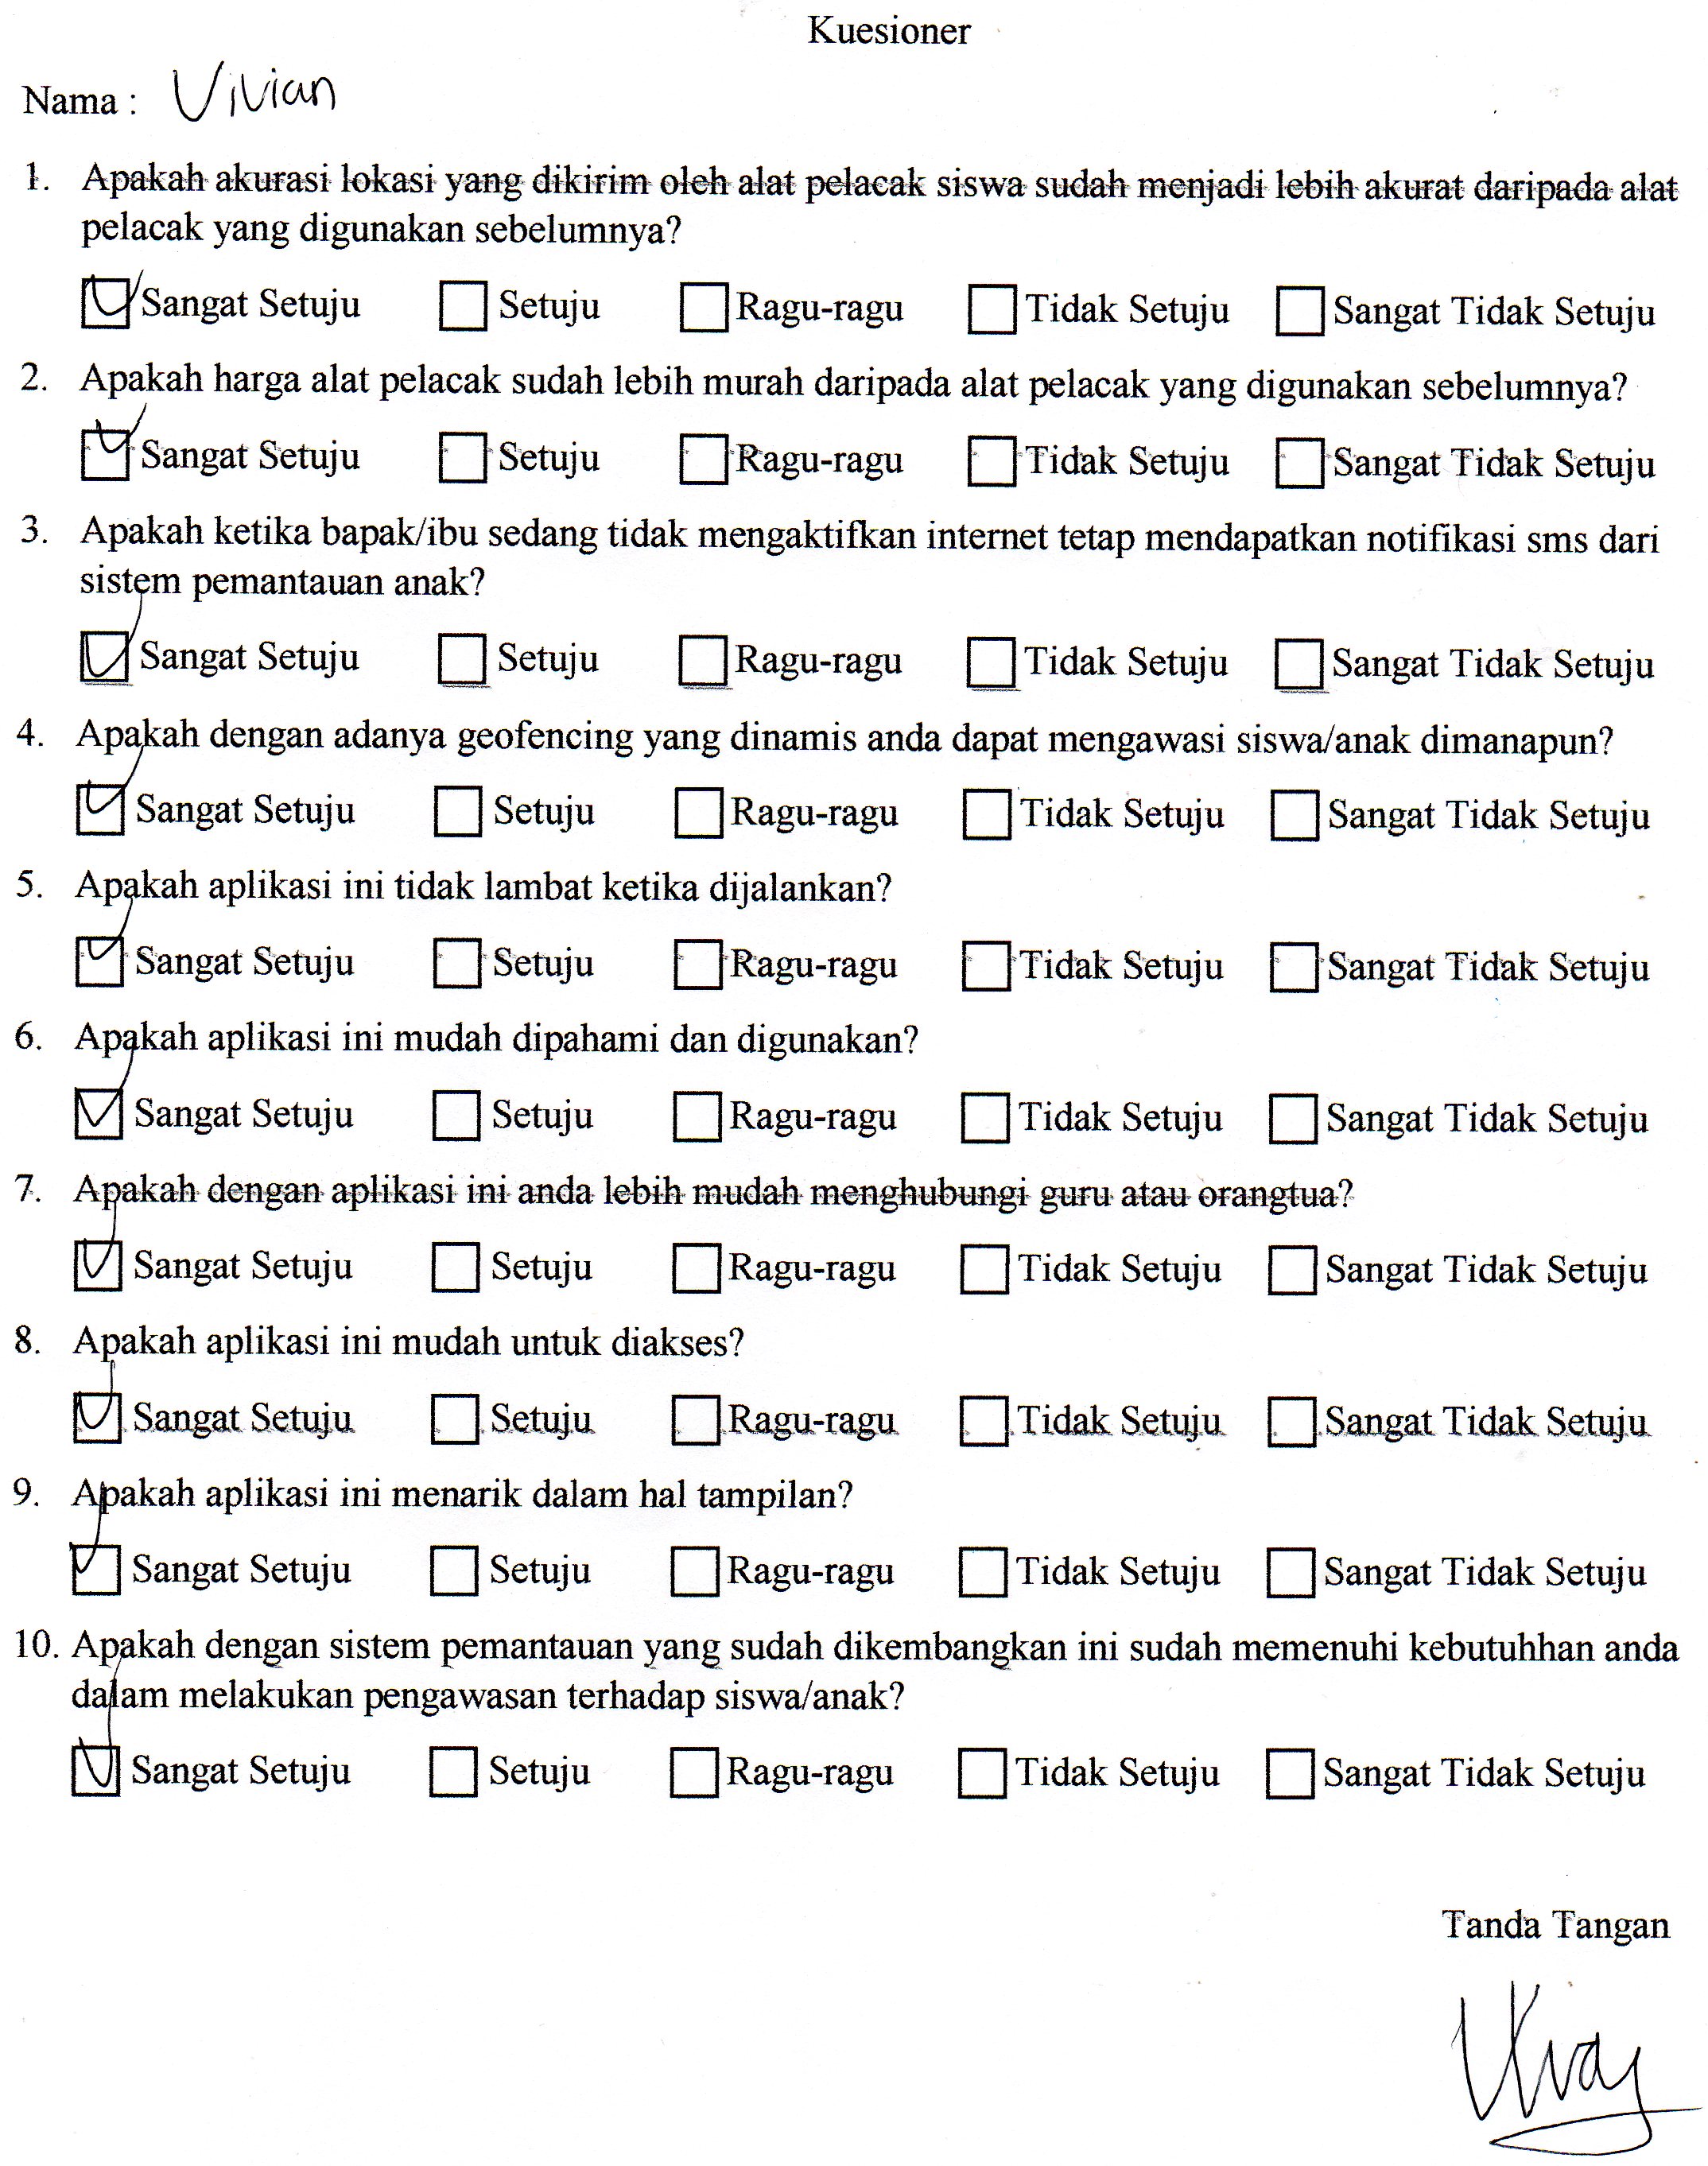 Kuesioner
Nama : Vivian
1. Apakah akurasi lokasi yang dikirim oleh alat pelacak siswa sudah menjadi lebih akurat daripada alat
pelacak yang digunakan sebelumnya?
Sangat Setuju Setuju Ragu-ragu Tidak Setuju Sangat Tidak Setuju
2. Apakah harga alat pelacak sudah lebih murah daripada alat pelacak yang digunakan sebelumnya?
Sangat Setuju Setuju Ragu-ragu Tidak Setuju Sangat Tidak Setuju
3. Apakah ketika bapak/ibu sedang tidak mengaktifkan internet tetap mendapatkan notifikasi sms dari
sistem pemantauan anak?
Sangat Setuju Setuju Ragu-ragu Tidak Setuju Sangat Tidak Setuju
4. Apakah dengan adanya geofencing yang dinamis anda dapat mengawasi siswa/anak dimanapun?
Sangat Setuju Setuju Ragu-ragu Tidak Setuju Sangat Tidak Setuju
5. Apakah aplikasi ini tidak lambat ketika dijalankan?
Sangat Setuju Setuju Ragu-ragu Tidak Setuju Sangat Tidak Setuju
6. Apakah aplikasi ini mudah dipahami dan digunakan?
Sangat Setuju Setuju Ragu-ragu Tidak Setuju Sangat Tidak Setuju
7. Apakah dengan aplikasi ini anda lebih mudah menghubungi guru atau orangtua?
Sangat Setuju Setuju Ragu-ragu Tidak Setuju Sangat Tidak Setuju
8. Apakah aplikasi ini mudah untuk diakses?
Sangat Setuju Setuju Ragu-ragu Tidak Setuju Sangat Tidak Setuju
9. Apakah aplikasi ini menarik dalam hal tampilan?
Sangat Setuju Setuju Ragu-ragu Tidak Setuju Sangat Tidak Setuju
10. Apakah dengan sistem pemantauan yang sudah dikembangkan ini sudah memenuhi kebutuhhan anda
dalam melakukan pengawasan terhadap siswa/anak?
Sangat Setuju Setuju Ragu-ragu Tidak Setuju Sangat Tidak Setuju
Tanda Tangan